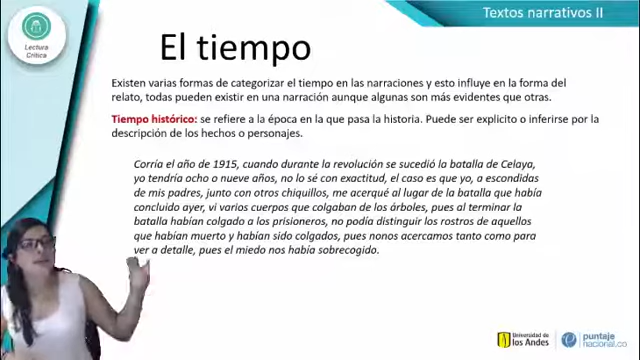 Textos narrativos II
Lectura
Crítica
El tiempo
Existen varias formas de categorizar el tiempo en las narraciones y esto influye en la forma del
relato, todas pueden existir en una narración aunque algunas son más evidentes que otras.
Tiempo histórico: se refiere a la época en la que pasa la historia. Puede ser explicito o inferirse por la
descripción de los hechos o personajes.
Corría el año de 1915, cuando durante la revolución se sucedió la batalla de Celaya,
yo tendría ocho o nueve años, no lo sé con exactitud, el caso es que yo, a escondidas
de mis padres, junto con otros chiquillos, me acerqué al lugar de la batalla que había
concluido ayer, vi varios cuerpos que colgaban de los árboles, pues al terminar la
batalla habían colgado a los prisioneros, no podía distinguir los rostros de aquellos
que habían muerto y habían sido colgados, pues nonos acercamos tanto como para
ver a detalle, pues el miedo nos había sobrecogido.
Universidad de
los Andes
puntaje
nacional.co